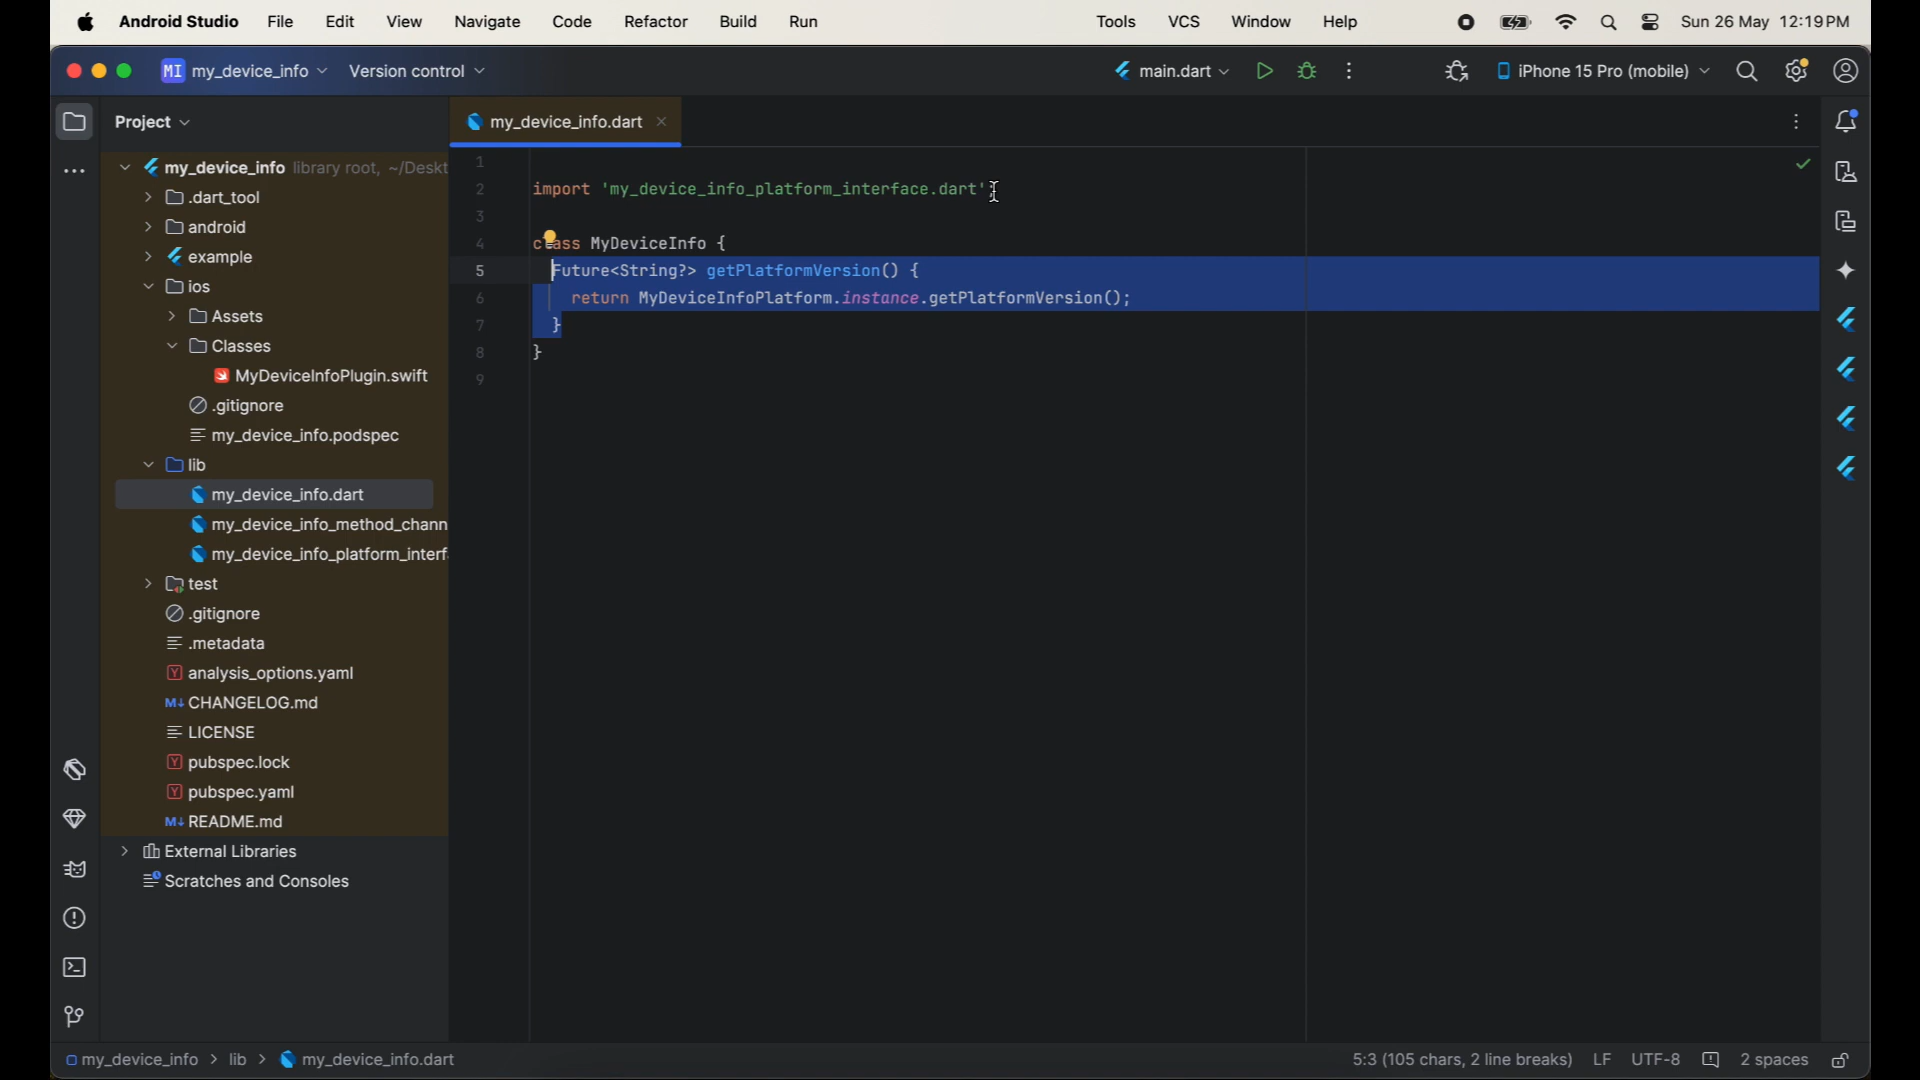 Android Studio File Edit View Navigate Code Refactor Build Run Tools VCS Window Help Sun 26 May 12:19 PM
MI my_device_info Version control main.dart iPhone 15 Pro (mobile)
Project
my_device_info.dart
my_device_info library root, ~/Deskt
.dart_tool
android
example
ios
Assets
Classes
MyDeviceInfoPlugin.swift
.gitignore
my_device_info.podspec
lib
my_device_info.dart
my_device_info_method_chann
my_device_info_platform_interf
test
.gitignore
.metadata
Y analysis_options.yaml
M↓ CHANGELOG.md
LICENSE
Y pubspec.lock
Y pubspec.yaml
M↓ README.md
External Libraries
Scratches and Consoles
1
2 import 'my_device_info_platform_interface.dart';
3
4 class MyDeviceInfo {
5 Future<String?> getPlatformVersion() {
6 return MyDeviceInfoPlatform.instance.getPlatformVersion();
7 }
8 }
9
my_device_info > lib > my_device_info.dart 5:3 (105 chars, 2 line breaks) LF UTF-8 2 spaces